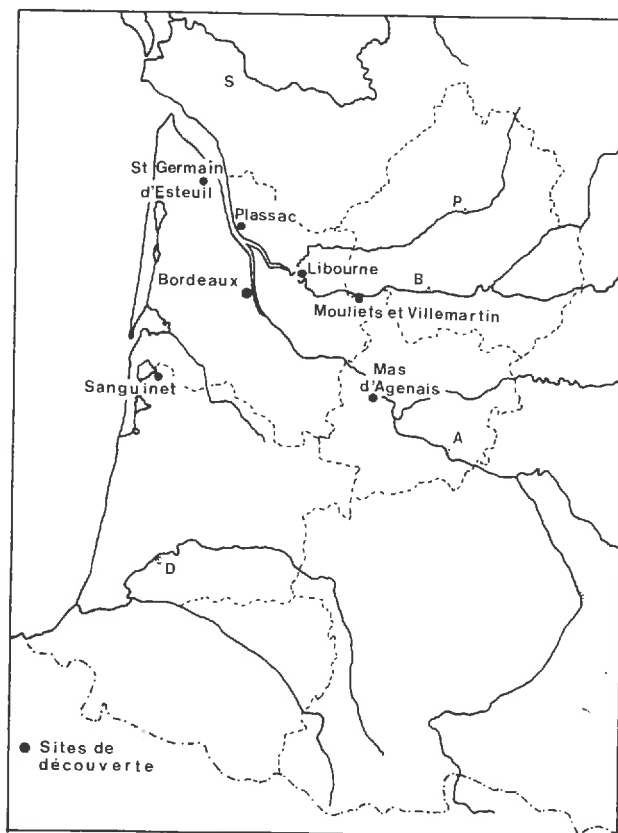 S
St Germain
d'Esteuil
P.
Plassac
Libourne
B.
Bordeaux
Mouliets et Villemartin
Mas
d'Agenais
Sanguinet
A
D
Sites de
découverte